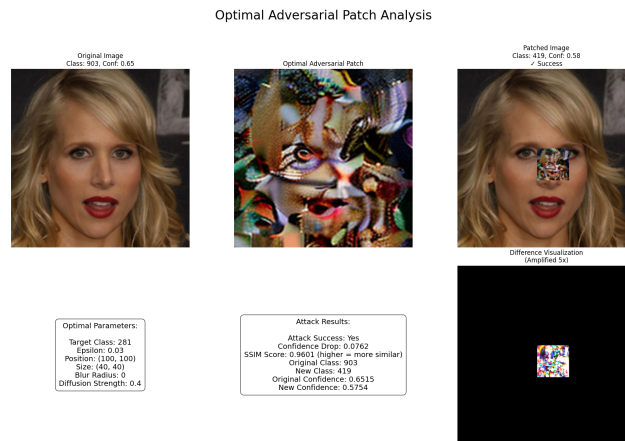 Optimal Adversarial Patch Analysis
Original Image
Class: 903, Conf: 0.65
Optimal Adversarial Patch
Patched Image
Class: 419, Conf: 0.58
✓ Success
Difference Visualization
(Amplified 5x)
Optimal Parameters:
Target Class: 281
Epsilon: 0.03
Position: (100, 100)
Size: (40, 40)
Blur Radius: 0
Diffusion Strength: 0.4
Attack Results:
Attack Success: Yes
Confidence Drop: 0.0762
SSIM Score: 0.9601 (higher = more similar)
Original Class: 903
New Class: 419
Original Confidence: 0.6515
New Confidence: 0.5754